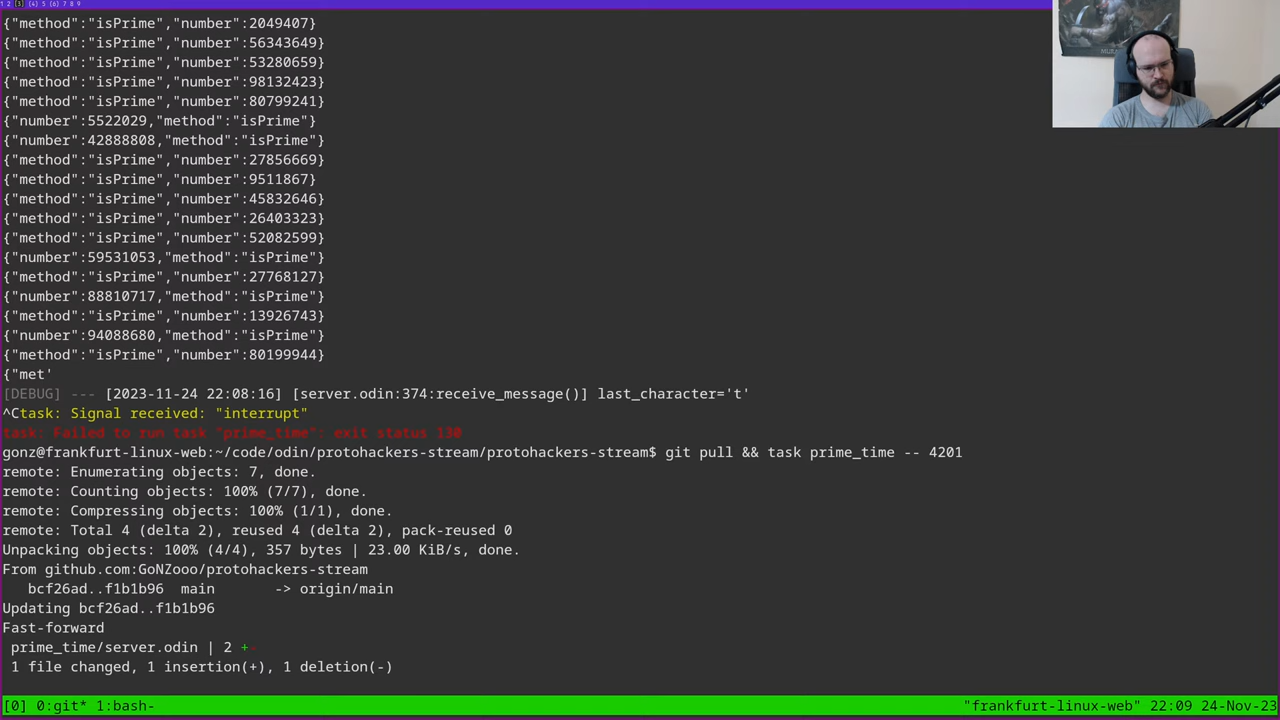 1 2 [3] [4] 5 [6] 7 8 9
{"method":"isPrime","number":2049407}
{"method":"isPrime","number":56343649}
{"method":"isPrime","number":53280659}
{"method":"isPrime","number":98132423}
{"method":"isPrime","number":80799241}
{"number":5522029,"method":"isPrime"}
{"number":42888808,"method":"isPrime"}
{"method":"isPrime","number":27856669}
{"method":"isPrime","number":9511867}
{"method":"isPrime","number":45832646}
{"method":"isPrime","number":26403323}
{"method":"isPrime","number":52082599}
{"method":"isPrime","number":59531053}
{"method":"isPrime","number":27768127}
{"number":88810717,"method":"isPrime"}
{"method":"isPrime","number":13926743}
{"number":94088680,"method":"isPrime"}
{"method":"isPrime","number":80199944}
{"met'
[DEBUG] --- [2023-11-24 22:08:16] [server.odin:374:receive_message()] last_character='t'
^Ctask: Signal received: "interrupt"
task: Failed to run task "prime_time": exit status 130
gonz@frankfurt-linux-web:~/code/odin/protohackers-stream/protohackers-stream$ git pull && task prime_time -- 4201
remote: Enumerating objects: 7, done.
remote: Counting objects: 100% (7/7), done.
remote: Compressing objects: 100% (1/1), done.
remote: Total 4 (delta 2), reused 4 (delta 2), pack-reused 0
Unpacking objects: 100% (4/4), 357 bytes | 23.00 KiB/s, done.
From github.com:GoNZooo/protohackers-stream
   bcf26ad..f1b1b96  main       -> origin/main
Updating bcf26ad..f1b1b96
Fast-forward
 prime_time/server.odin | 2 +-
 1 file changed, 1 insertion(+), 1 deletion(-)
[0] 0:git* 1:bash- "frankfurt-linux-web" 22:09 24-Nov-23